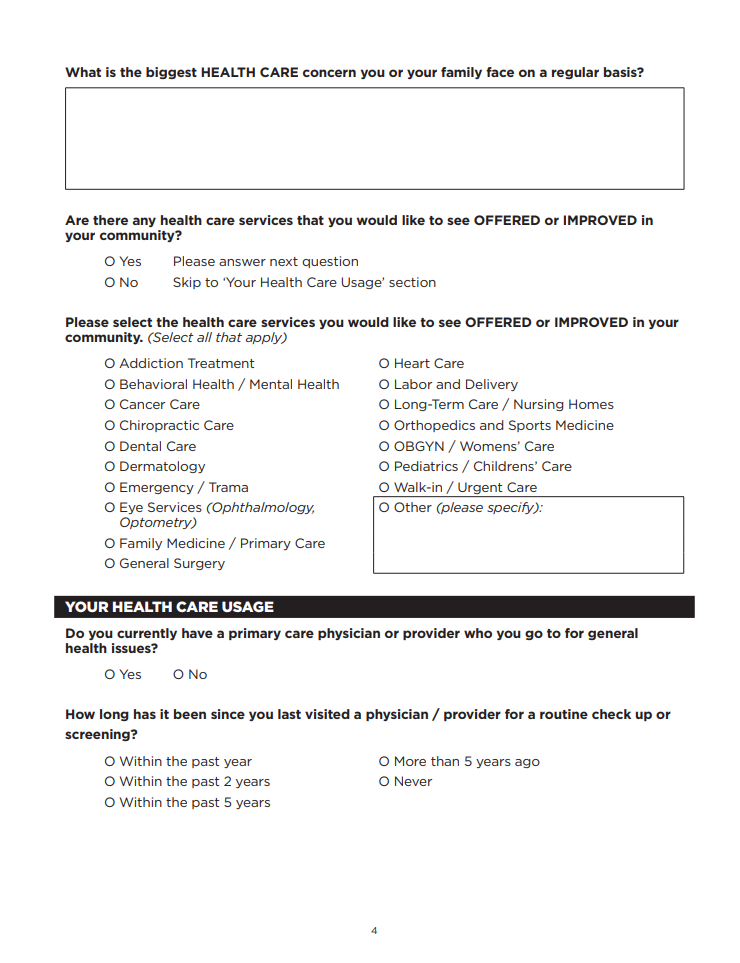 What is the biggest HEALTH CARE concern you or your family face on a regular basis?
Are there any health care services that you would like to see OFFERED or IMPROVED in
your community?
O Yes Please answer next question
O No Skip to ‘Your Health Care Usage’ section
Please select the health care services you would like to see OFFERED or IMPROVED in your
community. (Select all that apply)
O Addiction Treatment
O Behavioral Health / Mental Health
O Cancer Care
O Chiropractic Care
O Dental Care
O Dermatology
O Emergency / Trama
O Eye Services (Ophthalmology,
Optometry)
O Family Medicine / Primary Care
O General Surgery
O Heart Care
O Labor and Delivery
O Long-Term Care / Nursing Homes
O Orthopedics and Sports Medicine
O OBGYN / Womens’ Care
O Pediatrics / Childrens’ Care
O Walk-in / Urgent Care
O Other (please specify):
YOUR HEALTH CARE USAGE
Do you currently have a primary care physician or provider who you go to for general
health issues?
O Yes O No
How long has it been since you last visited a physician / provider for a routine check up or
screening?
O Within the past year
O Within the past 2 years
O Within the past 5 years
O More than 5 years ago
O Never
4